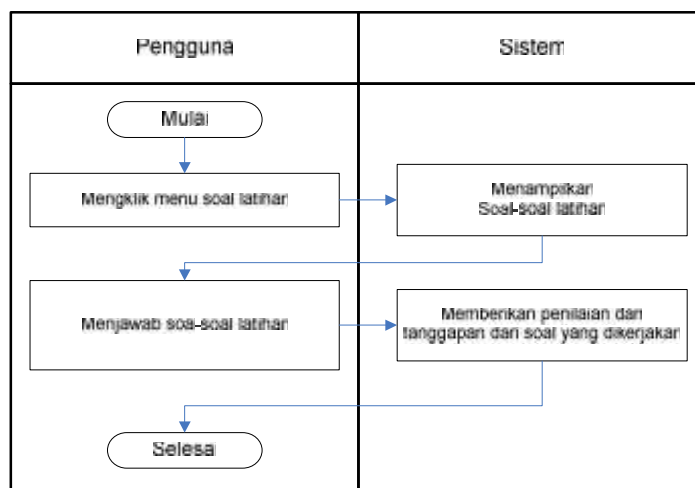 Pengguna
Sistem
Mulai
Mengklik menu soal latihan
Menampilkan
Soal-soal latihan
Menjawab soa-soal latihan
Memberikan penilaian dan
tanggapan dari soal yang dikerjakan
Selesai